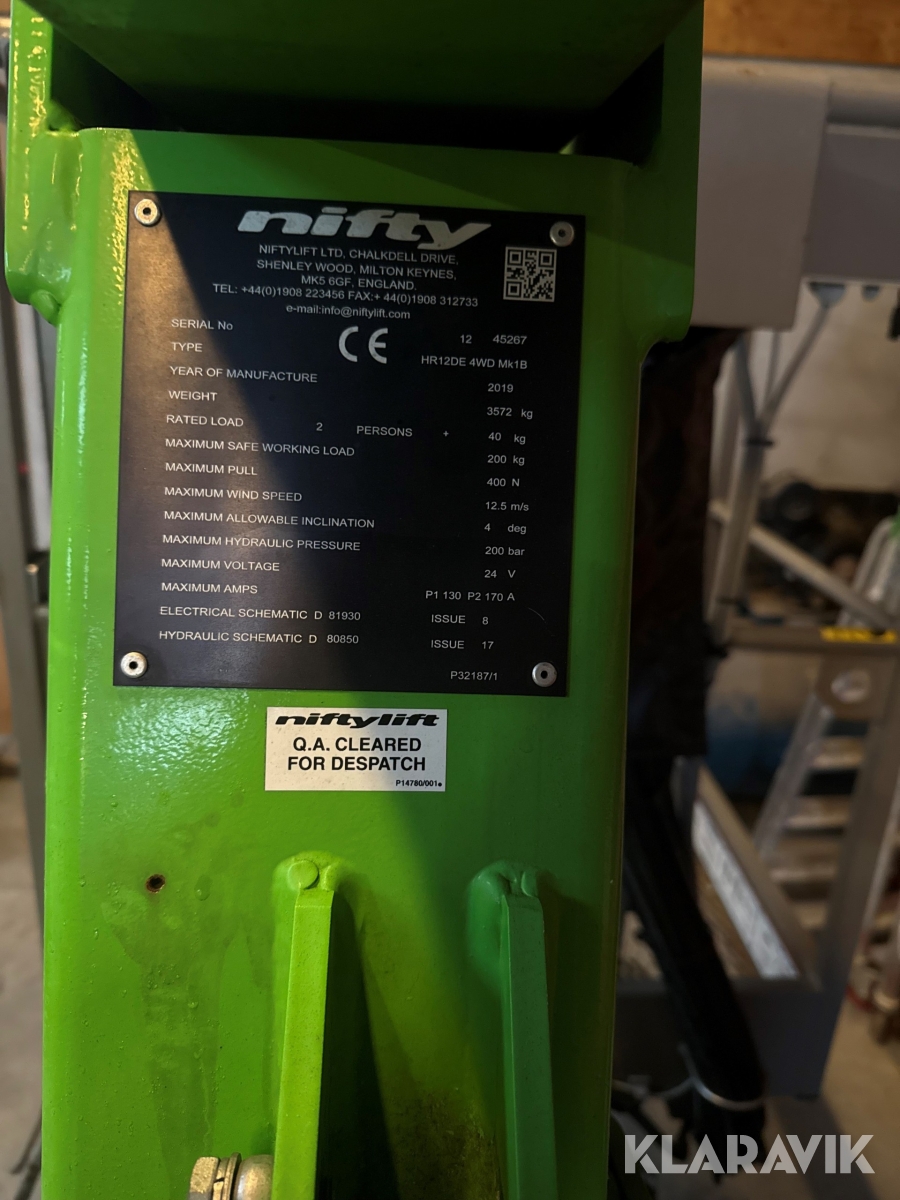 nifty
NIFTYLIFT LTD, CHALKDELL DRIVE,
SHENLEY WOOD, MILTON KEYNES,
MK5 6GF, ENGLAND.
TEL: +44(0)1908 223456 FAX:+ 44(0)1908 312733
e-mail:info@niftylift.com
CE
SERIAL No 12 45267
TYPE HR12DE 4WD Mk1B
YEAR OF MANUFACTURE 2019
WEIGHT 3572 kg
RATED LOAD 2 PERSONS + 40 kg
MAXIMUM SAFE WORKING LOAD 200 kg
MAXIMUM PULL 400 N
MAXIMUM WIND SPEED 12.5 m/s
MAXIMUM ALLOWABLE INCLINATION 4 deg
MAXIMUM HYDRAULIC PRESSURE 200 bar
MAXIMUM VOLTAGE 24 V
MAXIMUM AMPS P1 130 P2 170 A
ELECTRICAL SCHEMATIC D 81930 ISSUE 8
HYDRAULIC SCHEMATIC D 80850 ISSUE 17
P32187/1
niftylift
Q.A. CLEARED
FOR DESPATCH
P14780/001
KLARAVIK